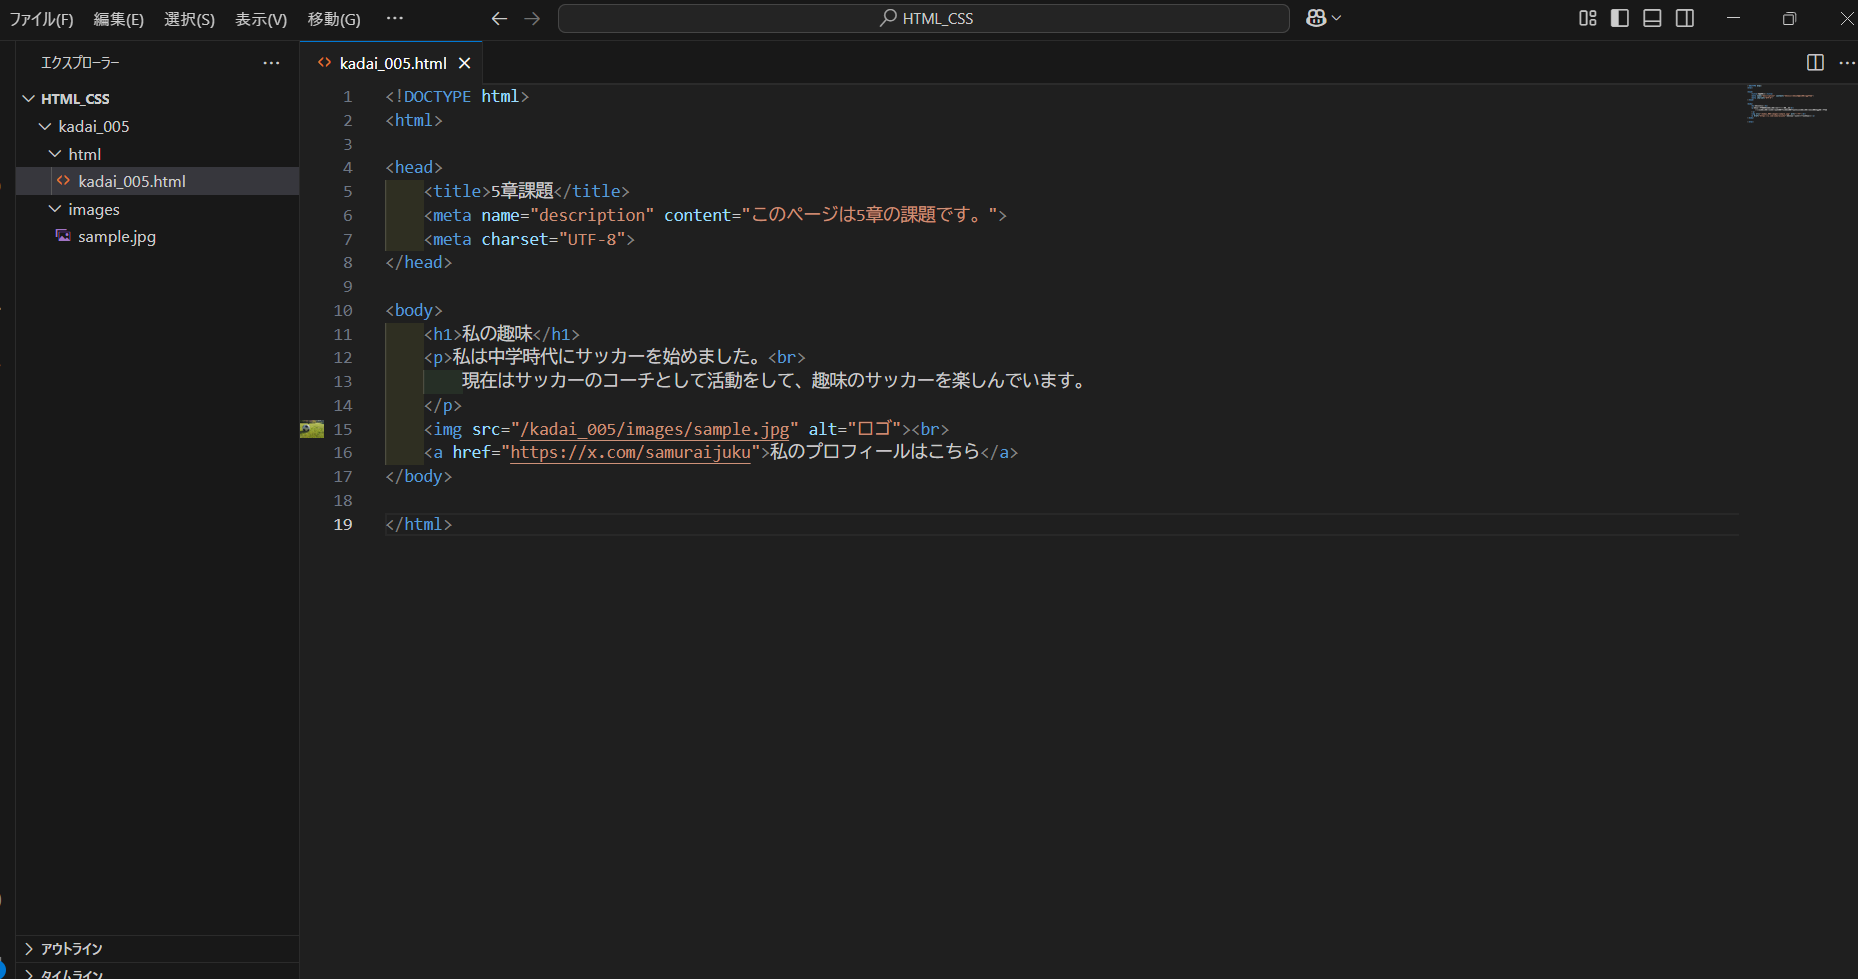 ファイル(F) 編集(E) 選択(S) 表示(V) 移動(G) ··· HTML_CSS
エクスプローラー ···
kadai_005.html
HTML_CSS
kadai_005
html
kadai_005.html
images
sample.jpg
1 <!DOCTYPE html>
2 <html>
3
4 <head>
5 <title>5章課題</title>
6 <meta name="description" content="このページは5章の課題です。">
7 <meta charset="UTF-8">
8 </head>
9
10 <body>
11 <h1>私の趣味</h1>
12 <p>私は中学時代にサッカーを始めました。<br>
13 現在はサッカーのコーチとして活動をして、趣味のサッカーを楽しんでいます。
14 </p>
15 <img src="/kadai_005/images/sample.jpg" alt="ロゴ"><br>
16 <a href="https://x.com/samuraijuku">私のプロフィールはこちら</a>
17 </body>
18
19 </html>
アウトライン
タイムライン